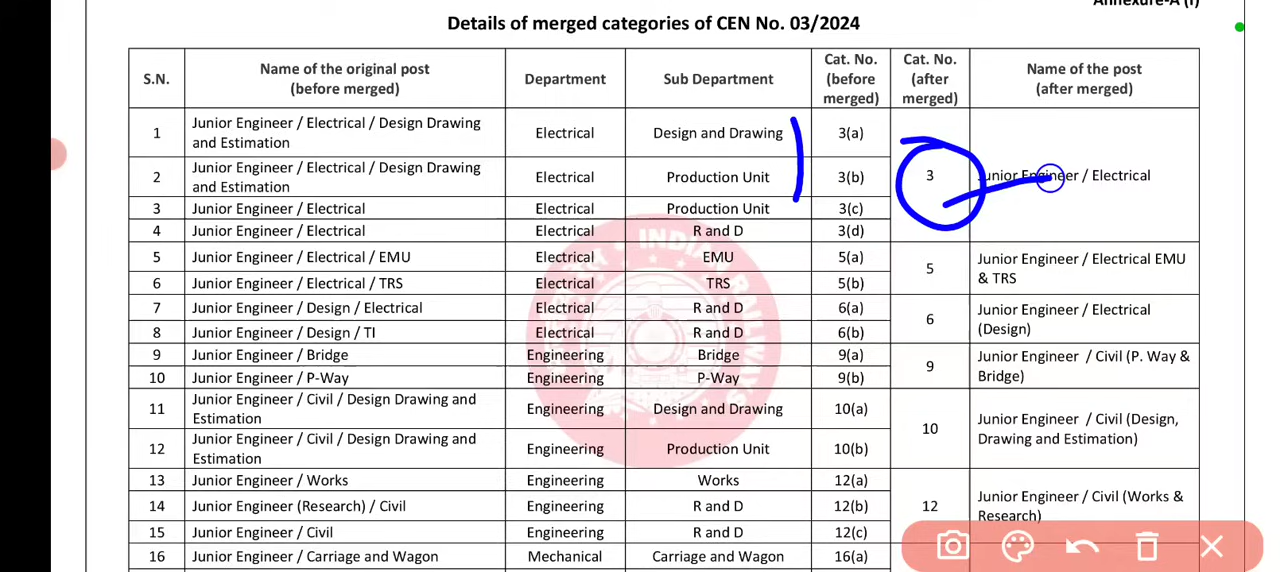 Annexure-A (I)
Details of merged categories of CEN No. 03/2024
S.N. Name of the original post (before merged) Department Sub Department Cat. No. (before merged) Cat. No. (after merged) Name of the post (after merged)
1 Junior Engineer / Electrical / Design Drawing and Estimation Electrical Design and Drawing 3(a) 3 Junior Engineer / Electrical
2 Junior Engineer / Electrical / Design Drawing and Estimation Electrical Production Unit 3(b)
3 Junior Engineer / Electrical Electrical Production Unit 3(c)
4 Junior Engineer / Electrical Electrical R and D 3(d)
5 Junior Engineer / Electrical / EMU Electrical EMU 5(a) 5 Junior Engineer / Electrical EMU & TRS
6 Junior Engineer / Electrical / TRS Electrical TRS 5(b)
7 Junior Engineer / Design / Electrical Electrical R and D 6(a) 6 Junior Engineer / Electrical (Design)
8 Junior Engineer / Design / TI Electrical R and D 6(b)
9 Junior Engineer / Bridge Engineering Bridge 9(a) 9 Junior Engineer / Civil (P. Way & Bridge)
10 Junior Engineer / P-Way Engineering P-Way 9(b)
11 Junior Engineer / Civil / Design Drawing and Estimation Engineering Design and Drawing 10(a) 10 Junior Engineer / Civil (Design, Drawing and Estimation)
12 Junior Engineer / Civil / Design Drawing and Estimation Engineering Production Unit 10(b)
13 Junior Engineer / Works Engineering Works 12(a) 12 Junior Engineer / Civil (Works & Research)
14 Junior Engineer (Research) / Civil Engineering R and D 12(b)
15 Junior Engineer / Civil Engineering R and D 12(c)
16 Junior Engineer / Carriage and Wagon Mechanical Carriage and Wagon 16(a)